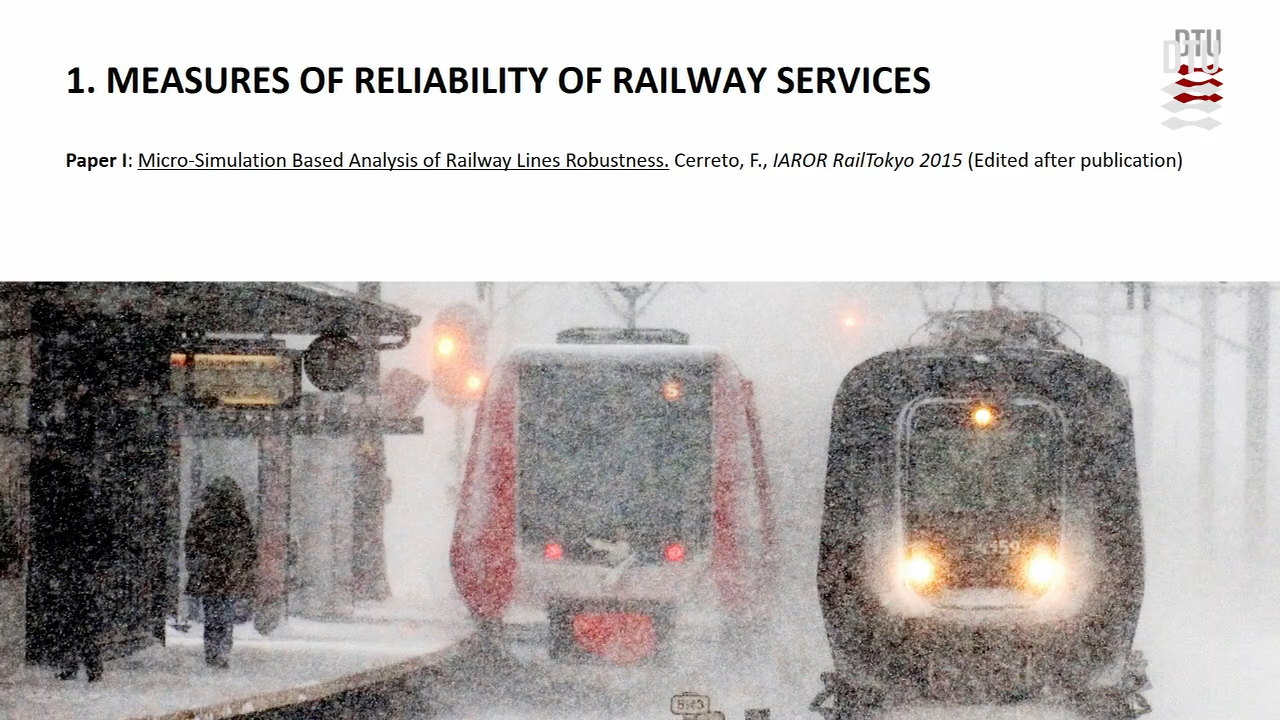 DTU
1. MEASURES OF RELIABILITY OF RAILWAY SERVICES
Paper I: Micro-Simulation Based Analysis of Railway Lines Robustness. Cerreto, F., IAROR RailTokyo 2015 (Edited after publication)
S